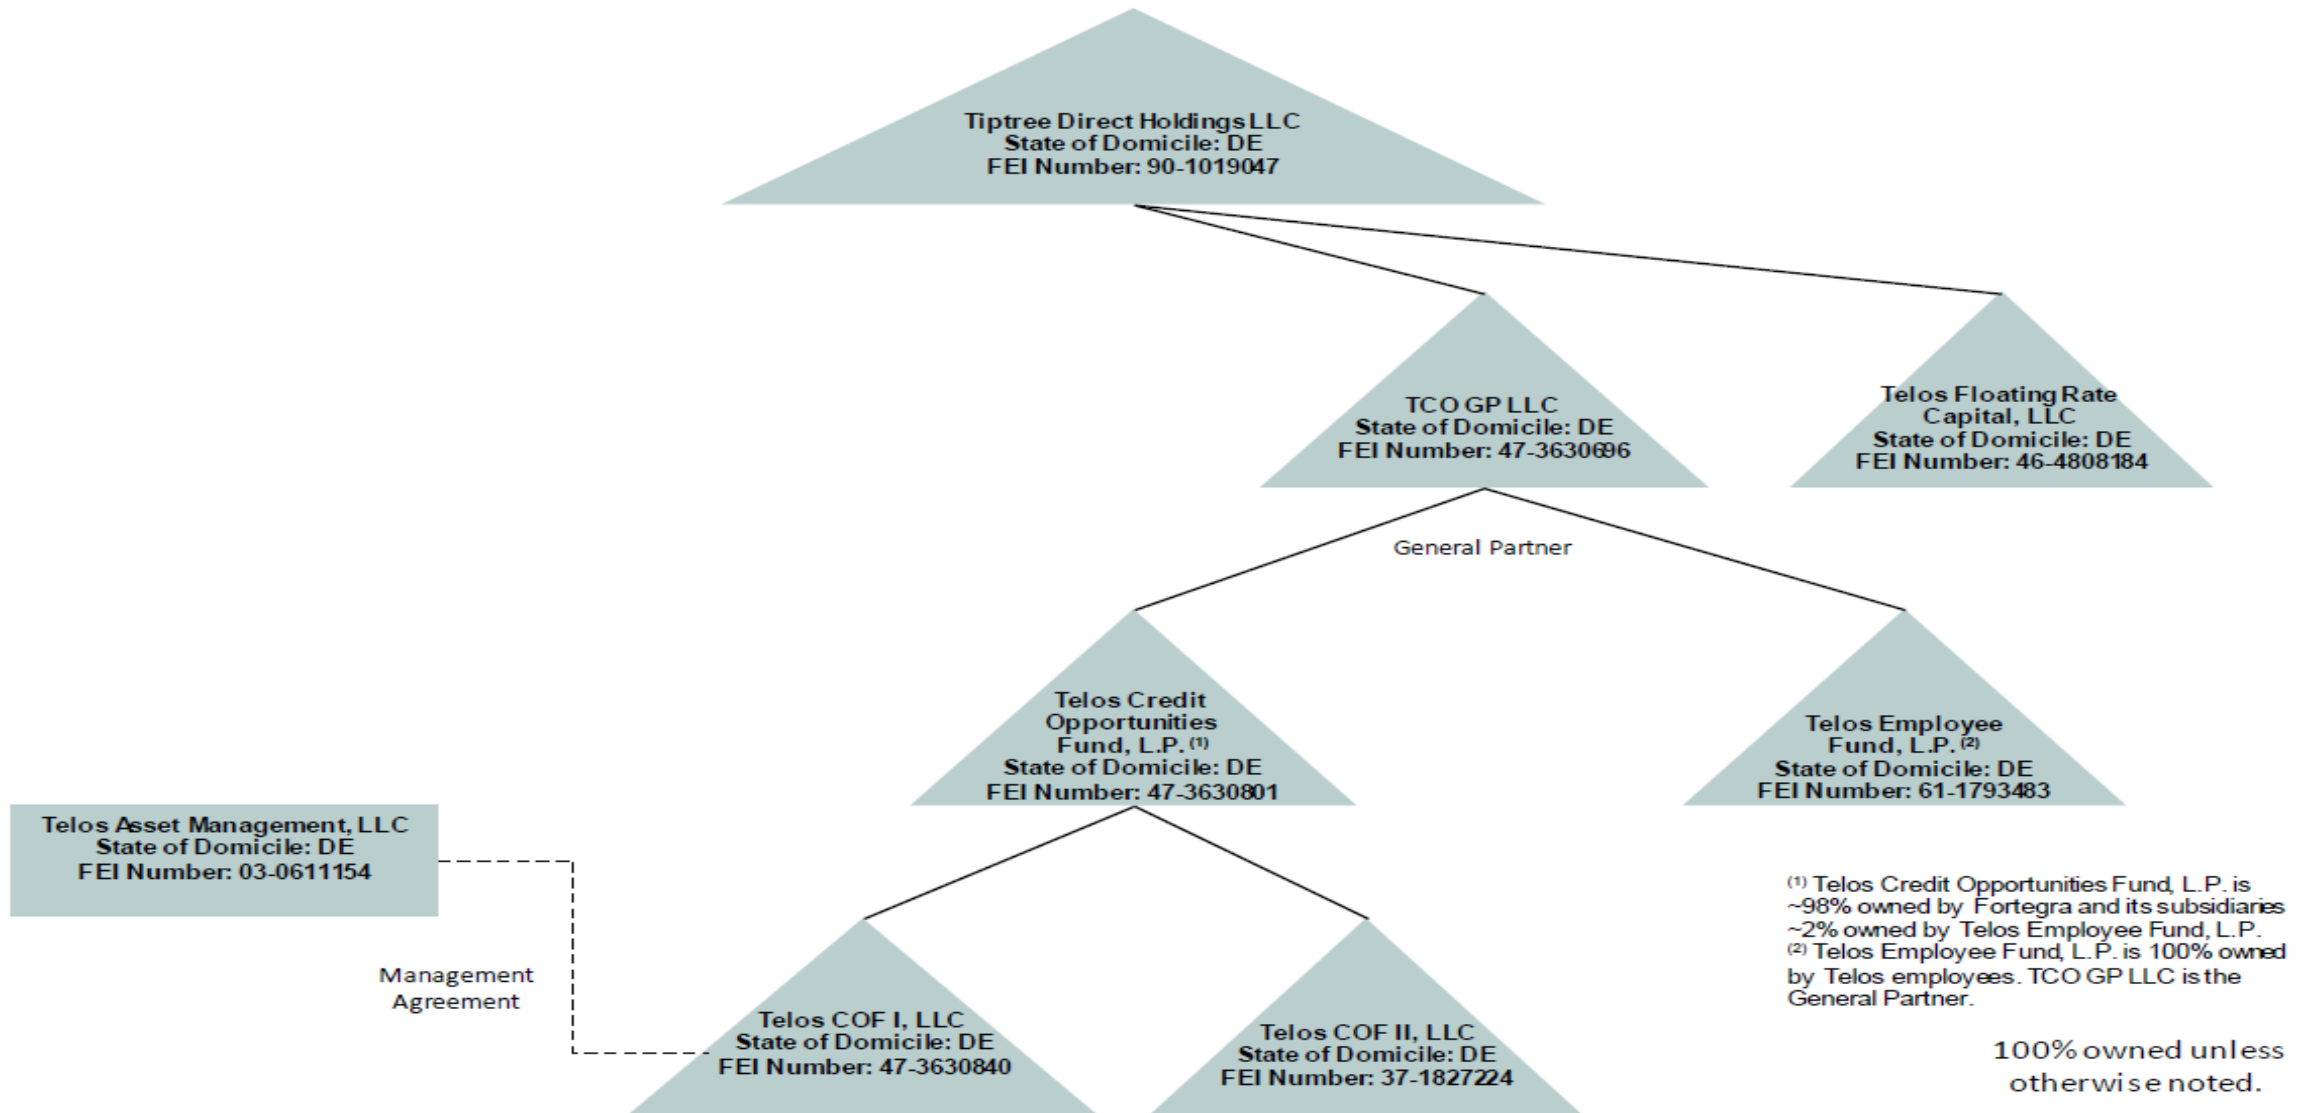 Tiptree Direct Holdings LLC
State of Domicile: DE
FEI Number: 90-1019047
TCO GP LLC
State of Domicile: DE
FEI Number: 47-3630696
Telos Floating Rate
Capital, LLC
State of Domicile: DE
FEI Number: 46-4808184
General Partner
Telos Credit
Opportunities
Fund, L.P. (1)
State of Domicile: DE
FEI Number: 47-3630801
Telos Employee
Fund, L.P. (2)
State of Domicile: DE
FEI Number: 61-1793483
Telos Asset Management, LLC
State of Domicile: DE
FEI Number: 03-0611154
Management
Agreement
Telos COF I, LLC
State of Domicile: DE
FEI Number: 47-3630840
Telos COF II, LLC
State of Domicile: DE
FEI Number: 37-1827224
(1) Telos Credit Opportunities Fund, L.P. is
~98% owned by Fortegra and its subsidiaries
~2% owned by Telos Employee Fund, L.P.
(2) Telos Employee Fund, L.P. is 100% owned
by Telos employees. TCO GP LLC is the
General Partner.
100% owned unless
otherwise noted.